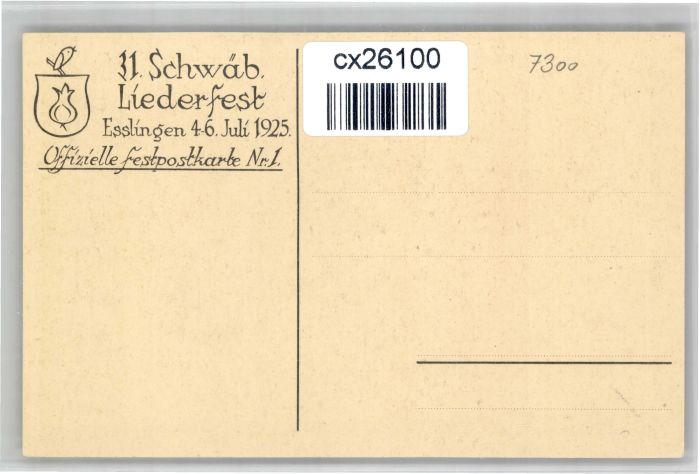 31. Schwäb.
Liederfest
Esslingen 4-6. Juli 1925.
Offizielle Festpostkarte Nr. 1.
cx26100
7300